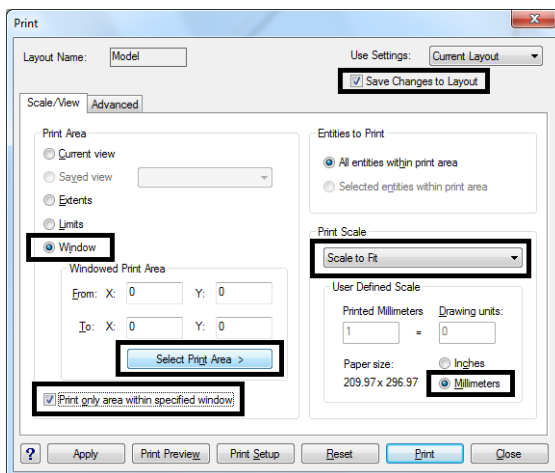 Print
Layout Name: Model Use Settings: Current Layout
Save Changes to Layout
Scale/View Advanced
Print Area
Current view
Saved view
Extents
Limits
Window
Windowed Print Area
From: X: 0 Y: 0
To: X: 0 Y: 0
Select Print Area >
Print only area within specified window
Entities to Print
All entities within print area
Selected entities within print area
Print Scale
Scale to Fit
User Defined Scale
Printed Millimeters Drawing units:
1 = 0
Paper size: Inches
209.97 x 296.97 Millimeters
? Apply Print Preview Print Setup Reset Print Close